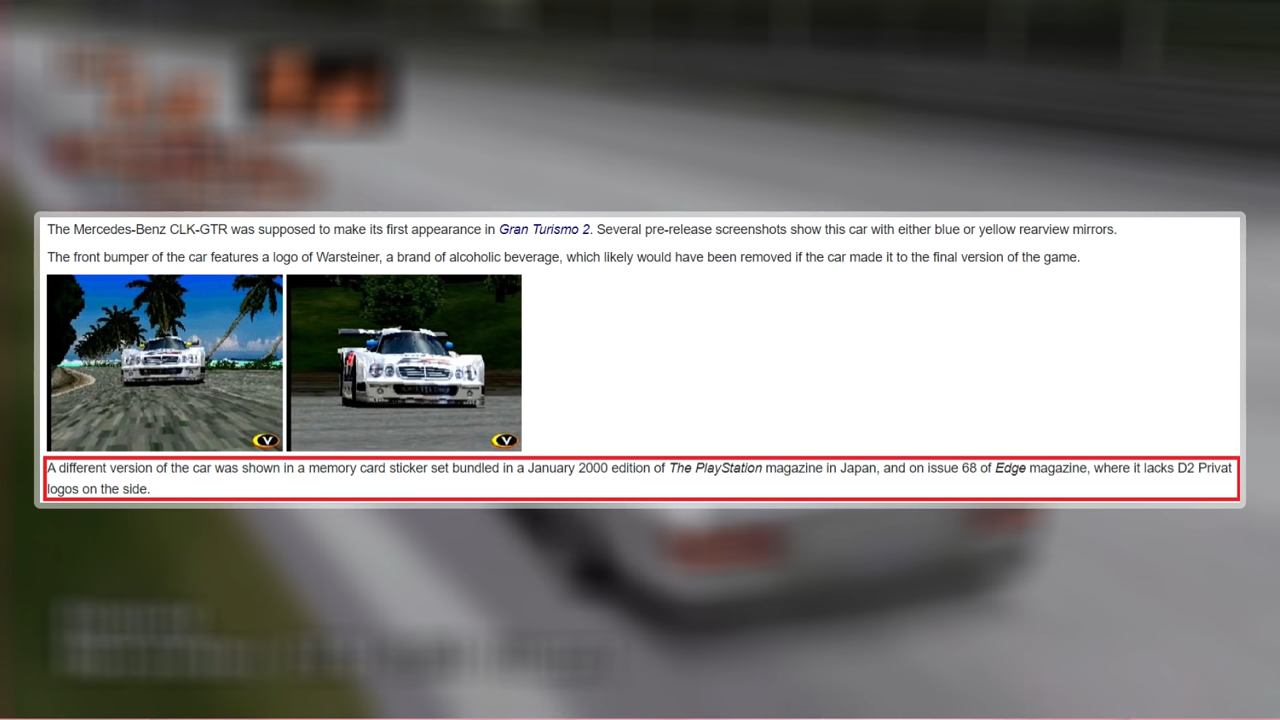 The Mercedes-Benz CLK-GTR was supposed to make its first appearance in Gran Turismo 2. Several pre-release screenshots show this car with either blue or yellow rearview mirrors.
The front bumper of the car features a logo of Warsteiner, a brand of alcoholic beverage, which likely would have been removed if the car made it to the final version of the game.
V
V
A different version of the car was shown in a memory card sticker set bundled in a January 2000 edition of The PlayStation magazine in Japan, and on issue 68 of Edge magazine, where it lacks D2 Privat
logos on the side.